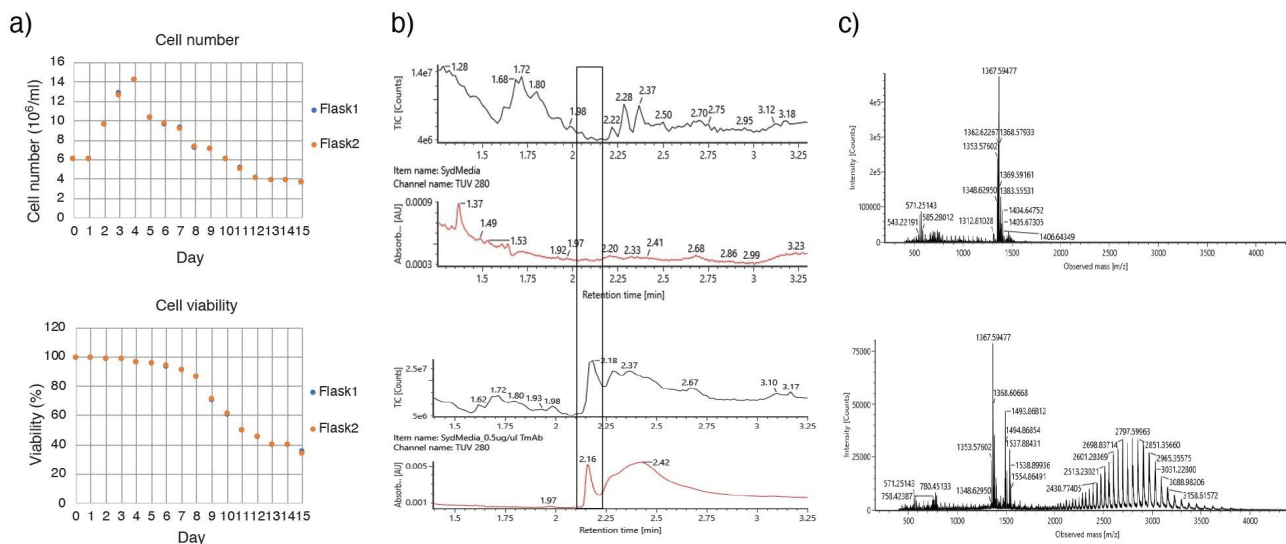 a)
Cell number
Cell number (10⁶/ml)
16
14
12
10
8
6
4
2
0
0 1 2 3 4 5 6 7 8 9 10 11 12 13 14 15
Day
Flask1
Flask2
Cell viability
Viability (%)
120
100
80
60
40
20
0
0 1 2 3 4 5 6 7 8 9 10 11 12 13 14 15
Day
Flask1
Flask2
b)
TIC [Counts]
1.4e7
4e6
1.28
1.68
1.72
1.80
1.98
2.22
2.28
2.37
2.50
2.70
2.75
2.95
3.12
3.18
1.5 1.75 2 2.25 2.5 2.75 3 3.25
Item name: SydMedia
Channel name: TUV 280
Absorb... [AU]
0.0009
0.0003
1.37
1.49
1.53
1.92
1.97
2.20
2.33
2.41
2.68
2.86
2.99
3.23
1.5 1.75 2 2.25 2.5 2.75 3 3.25
Retention time [min]
TIC [Counts]
2.5e7
5e6
1.62
1.72
1.80
1.93
1.98
2.18
2.37
2.67
3.10
3.17
1.5 1.75 2 2.25 2.5 2.75 3 3.25
Item name: SydMedia_0.5ug/ul TmAb
Channel name: TUV 280
Absorb... [AU]
0.005
0.001
1.97
2.16
2.42
1.5 1.75 2 2.25 2.5 2.75 3 3.25
Retention time [min]
c)
Intensity [Counts]
4e5
3e5
2e5
100000
0
1367.59477
1362.62267
1368.57933
1353.57602
1369.59161
1348.62950
1383.55531
571.25143
1404.64752
543.22191
585.28012
1312.81028
1405.67305
1406.64349
500 1000 1500 2000 2500 3000 3500 4000
Observed mass [m/z]
Intensity [Counts]
75000
50000
25000
0
1367.59477
1368.60668
1493.86812
1494.86854
1353.57602
1537.88431
1538.89936
1554.86491
571.25143
780.45133
758.42387
1348.62950
2797.59963
2698.83714
2851.35660
2601.28369
2965.35575
2513.23021
3031.22800
2430.77405
3088.98206
3158.61572
500 1000 1500 2000 2500 3000 3500 4000
Observed mass [m/z]